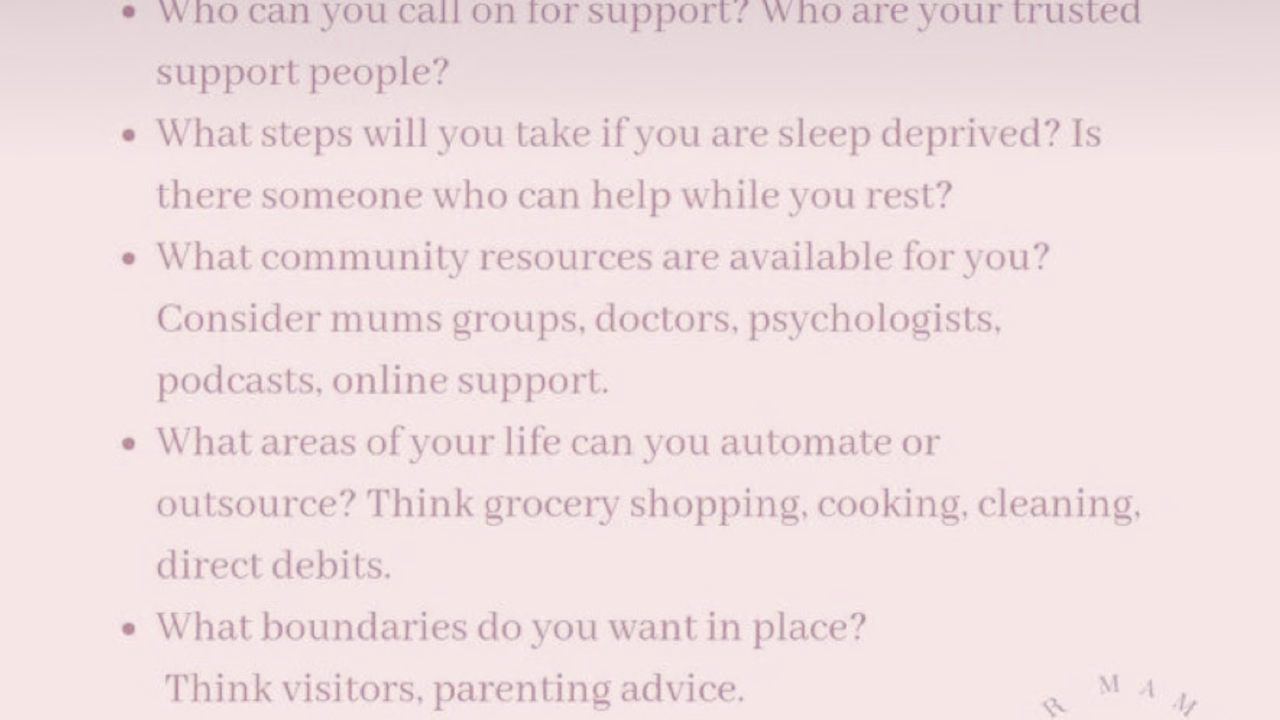 • Who can you call on for support? Who are your trusted
support people?
• What steps will you take if you are sleep deprived? Is
there someone who can help while you rest?
• What community resources are available for you?
Consider mums groups, doctors, psychologists,
podcasts, online support.
• What areas of your life can you automate or
outsource? Think grocery shopping, cooking, cleaning,
direct debits.
• What boundaries do you want in place?
Think visitors, parenting advice.
R MAM